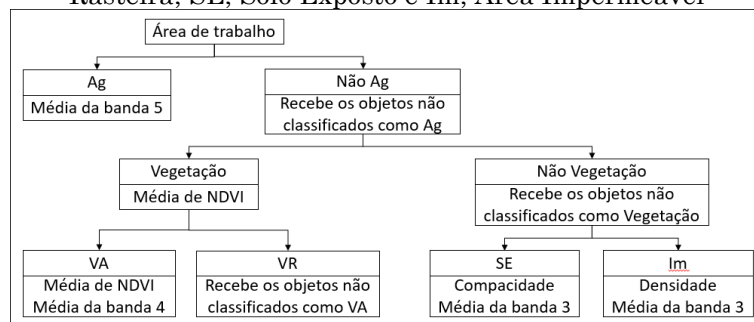 Rasteira, SE, Solo Exposto e Im, Área Impermeável
Área de trabalho
Ag
Média da banda 5
Não Ag
Recebe os objetos não
classificados como Ag
Vegetação
Média de NDVI
Não Vegetação
Recebe os objetos não
classificados como Vegetação
VA
Média de NDVI
Média da banda 4
VR
Recebe os objetos não
classificados como VA
SE
Compacidade
Média da banda 3
Im
Densidade
Média da banda 3